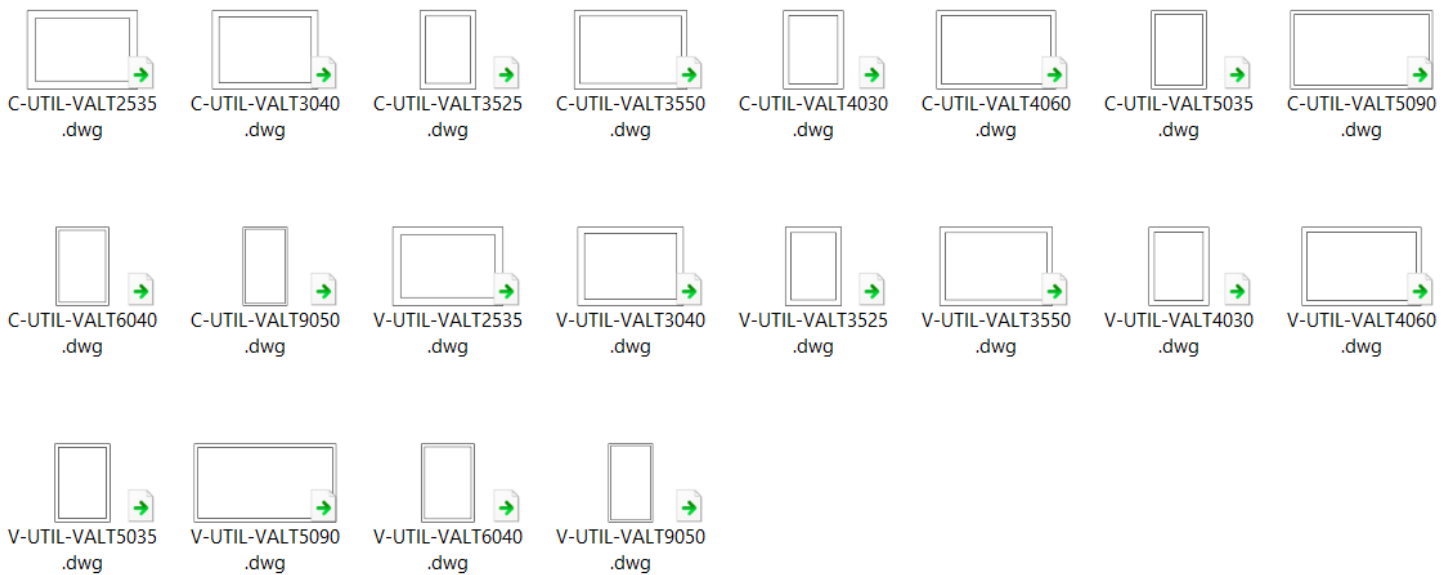 C-UTIL-VALT2535
.dwg
C-UTIL-VALT3040
.dwg
C-UTIL-VALT3525
.dwg
C-UTIL-VALT3550
.dwg
C-UTIL-VALT4030
.dwg
C-UTIL-VALT4060
.dwg
C-UTIL-VALT5035
.dwg
C-UTIL-VALT5090
.dwg
C-UTIL-VALT6040
.dwg
C-UTIL-VALT9050
.dwg
V-UTIL-VALT2535
.dwg
V-UTIL-VALT3040
.dwg
V-UTIL-VALT3525
.dwg
V-UTIL-VALT3550
.dwg
V-UTIL-VALT4030
.dwg
V-UTIL-VALT4060
.dwg
V-UTIL-VALT5035
.dwg
V-UTIL-VALT5090
.dwg
V-UTIL-VALT6040
.dwg
V-UTIL-VALT9050
.dwg